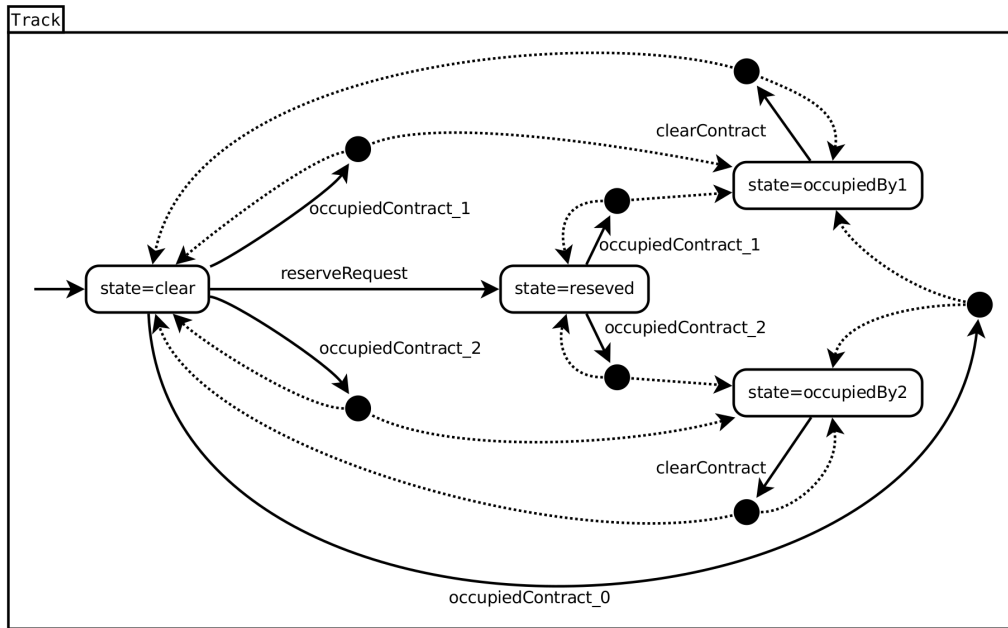 Track
clearContract
occupiedContract_1
state=occupiedBy1
occupiedContract_1
reserveRequest
state=clear
state=reseved
occupiedContract_2
occupiedContract_2
state=occupiedBy2
clearContract
occupiedContract_0